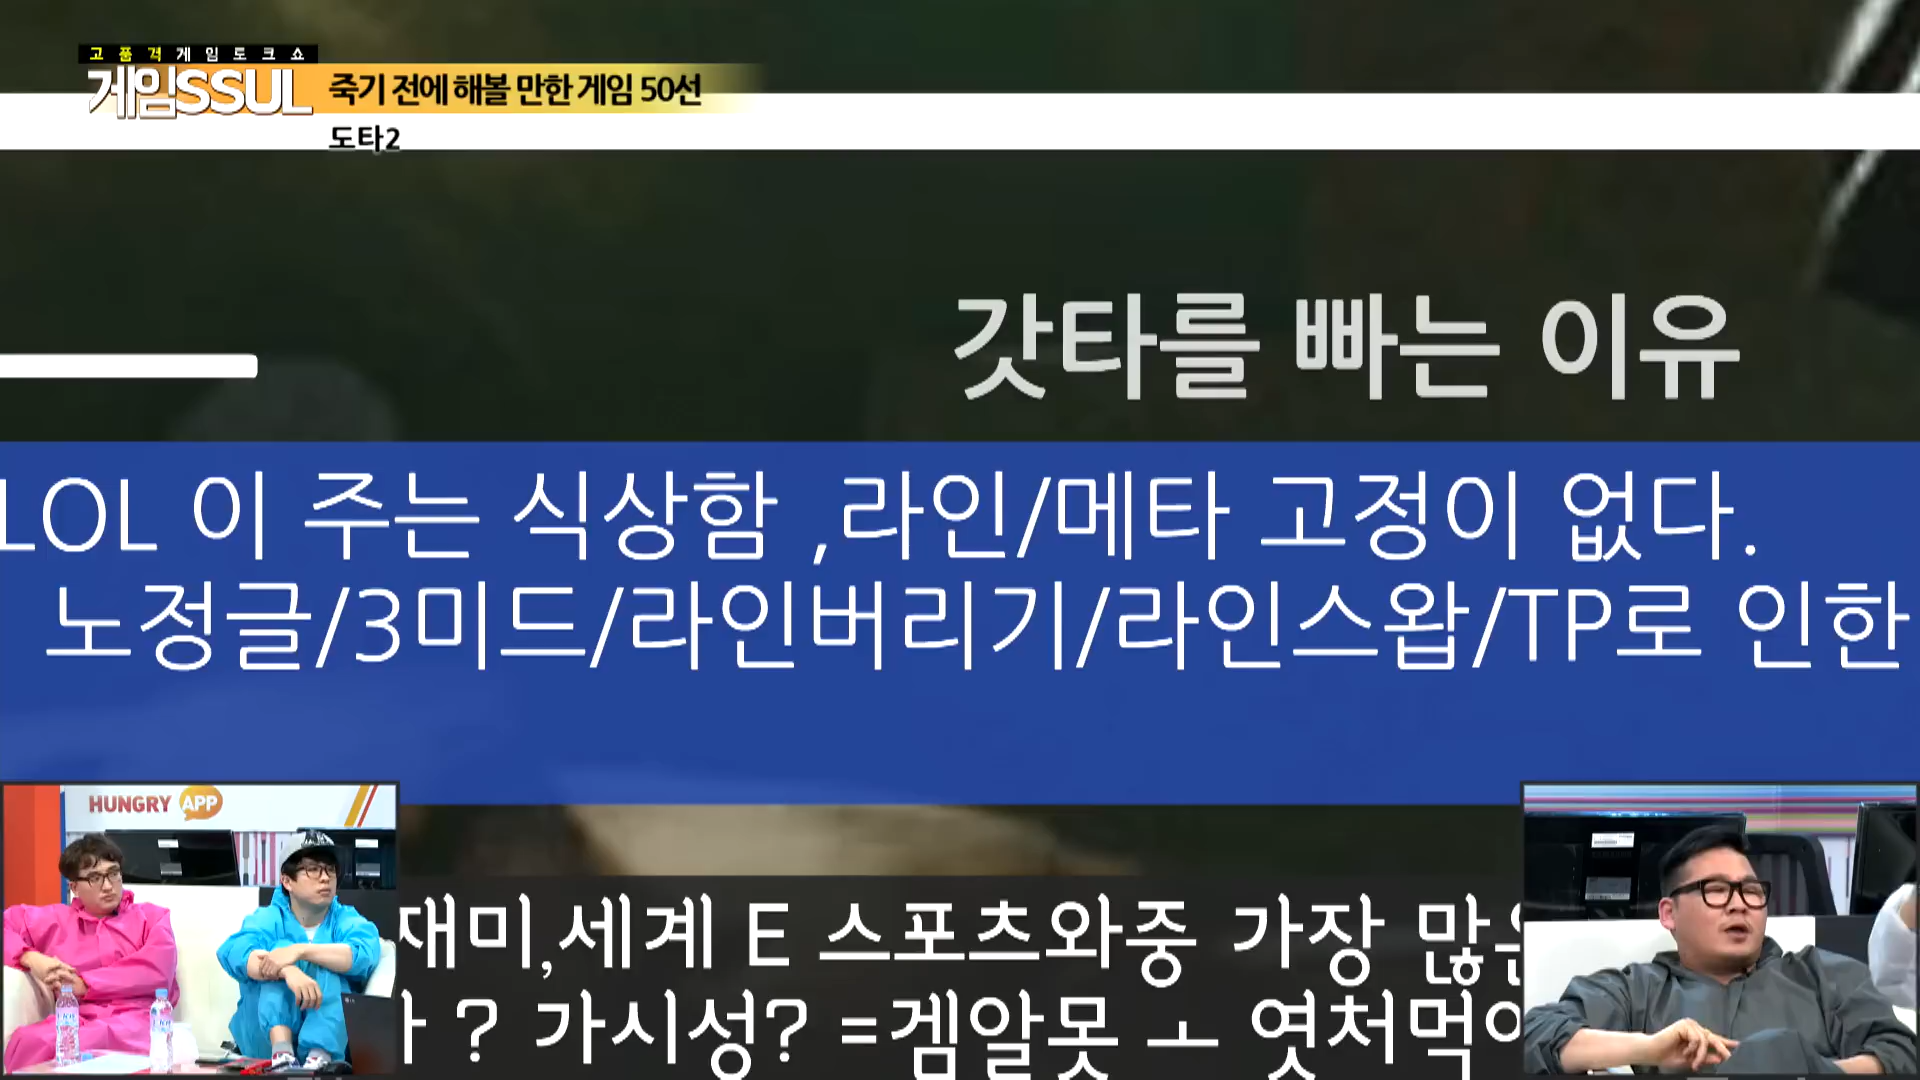 고품격게임토크쇼
게임SSUL
죽기 전에 해볼 만한 게임 50선
도타2
갓타를 빠는 이유
LOL 이 주는 식상함 ,라인/메타 고정이 없다.
노정글/3미드/라인버리기/라인스왑/TP로 인한
HUNGRY APP
재미,세계 E 스포츠와중 가장 많은
? 가시성? =겜알못 ㅗ 엿처먹어